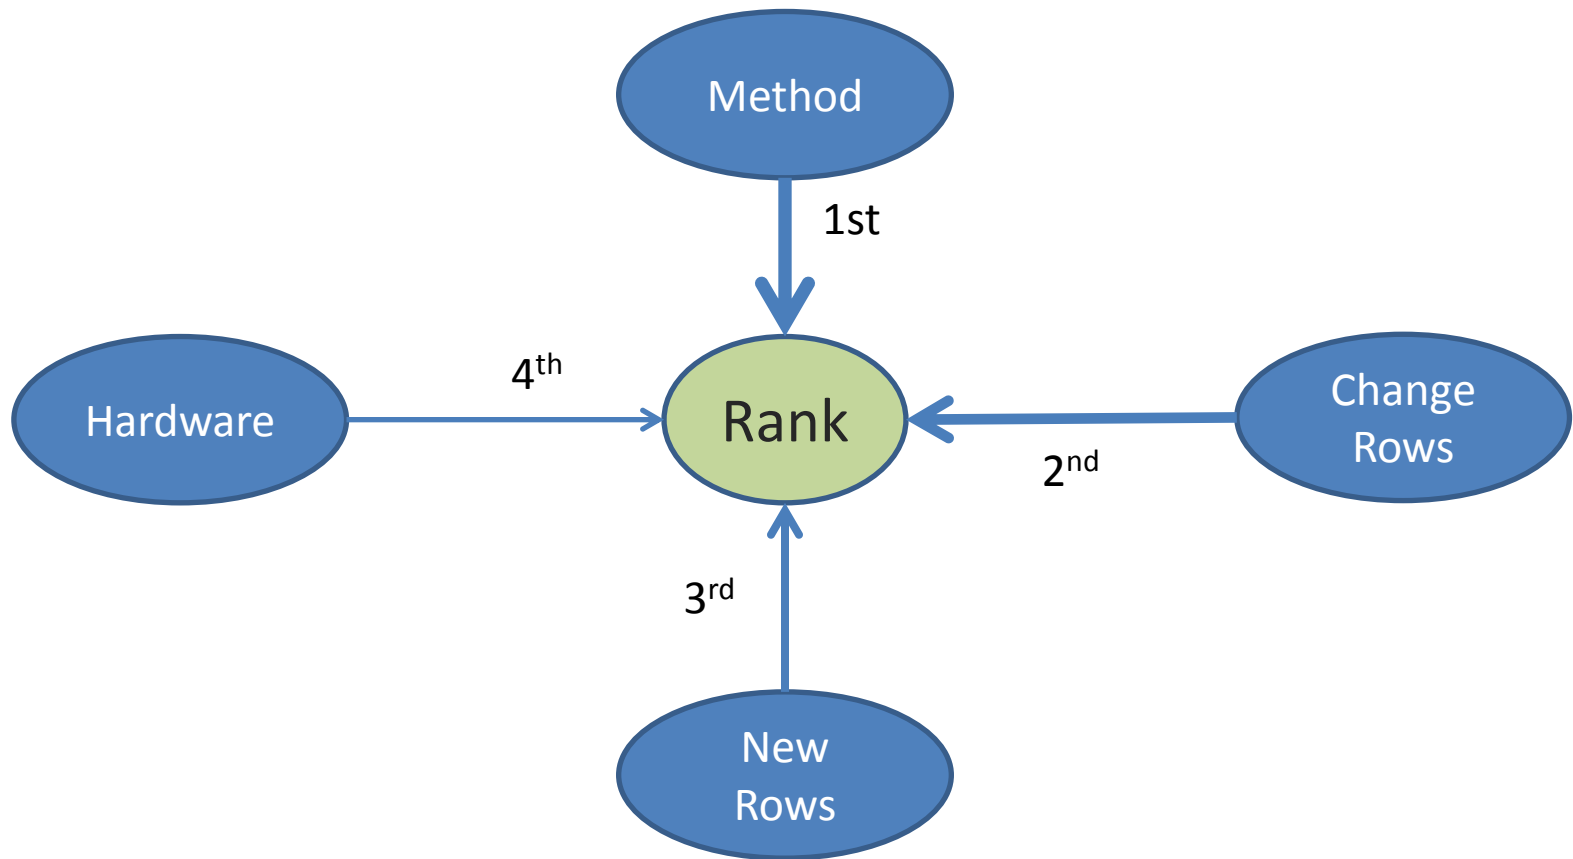 Method
1st
4th
Hardware
Rank
Change
Rows
2nd
3rd
New
Rows